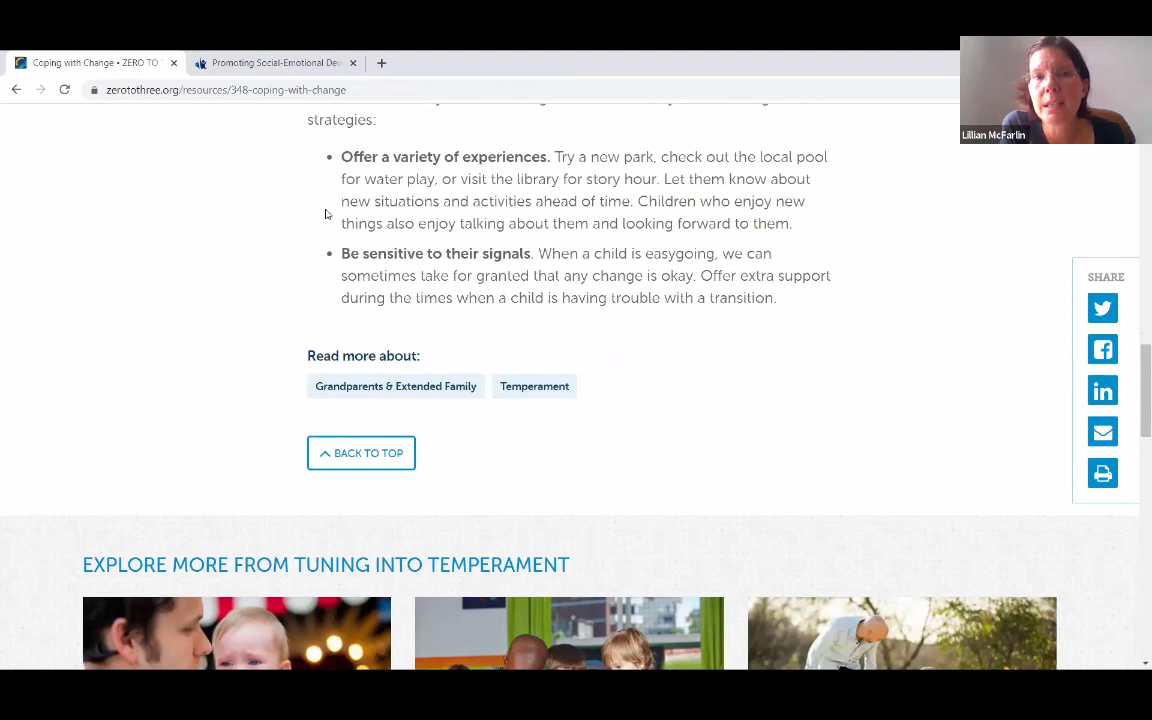 Coping with Change • ZERO TO
Promoting Social-Emotional Dev
zerotothree.org/resources/348-coping-with-change
Lillian McFarlin
strategies:
• Offer a variety of experiences. Try a new park, check out the local pool
for water play, or visit the library for story hour. Let them know about
new situations and activities ahead of time. Children who enjoy new
things also enjoy talking about them and looking forward to them.
• Be sensitive to their signals. When a child is easygoing, we can
sometimes take for granted that any change is okay. Offer extra support
during the times when a child is having trouble with a transition.
SHARE
Read more about:
Grandparents & Extended Family Temperament
BACK TO TOP
EXPLORE MORE FROM TUNING INTO TEMPERAMENT